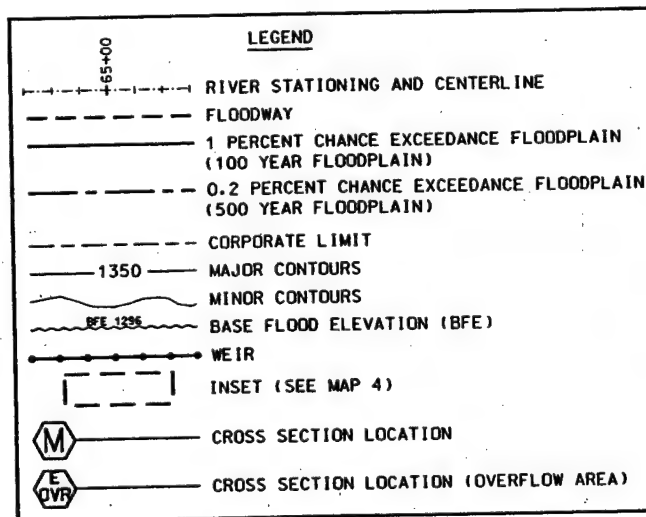 LEGEND
65+00
RIVER STATIONING AND CENTERLINE
FLOODWAY
1 PERCENT CHANCE EXCEEDANCE FLOODPLAIN
(100 YEAR FLOODPLAIN)
0.2 PERCENT CHANCE EXCEEDANCE FLOODPLAIN
(500 YEAR FLOODPLAIN)
CORPORATE LIMIT
1350 MAJOR CONTOURS
MINOR CONTOURS
BFE 1296 BASE FLOOD ELEVATION (BFE)
WEIR
INSET (SEE MAP 4)
M CROSS SECTION LOCATION
E
OVR CROSS SECTION LOCATION (OVERFLOW AREA)